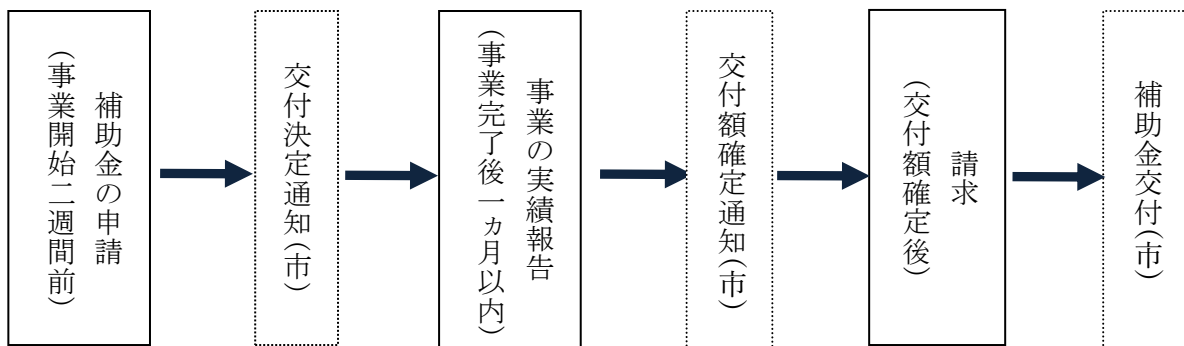 補助金の申請
(事業開始二週間前)
交付決定通知(市)
事業の実績報告
(事業完了後一ヵ月以内)
交付額確定通知(市)
請求
(交付額確定後)
補助金交付(市)